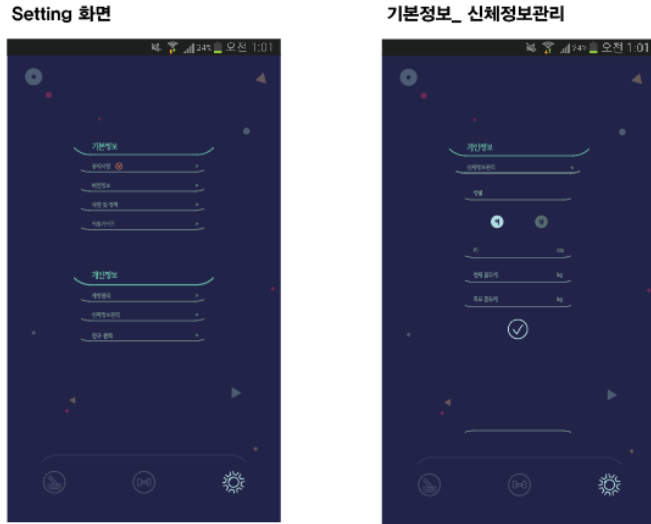 Setting 화면
기본정보_ 신체정보관리
24% 오전 1:01
기본정보
공지사항
버전정보
약관 및 정책
이용가이드
개인정보
계정관리
신체정보관리
친구 관리
24% 오전 1:01
개인정보
신체정보관리
성별
여 남
키 cm
현재 몸무게 kg
목표 몸무게 kg